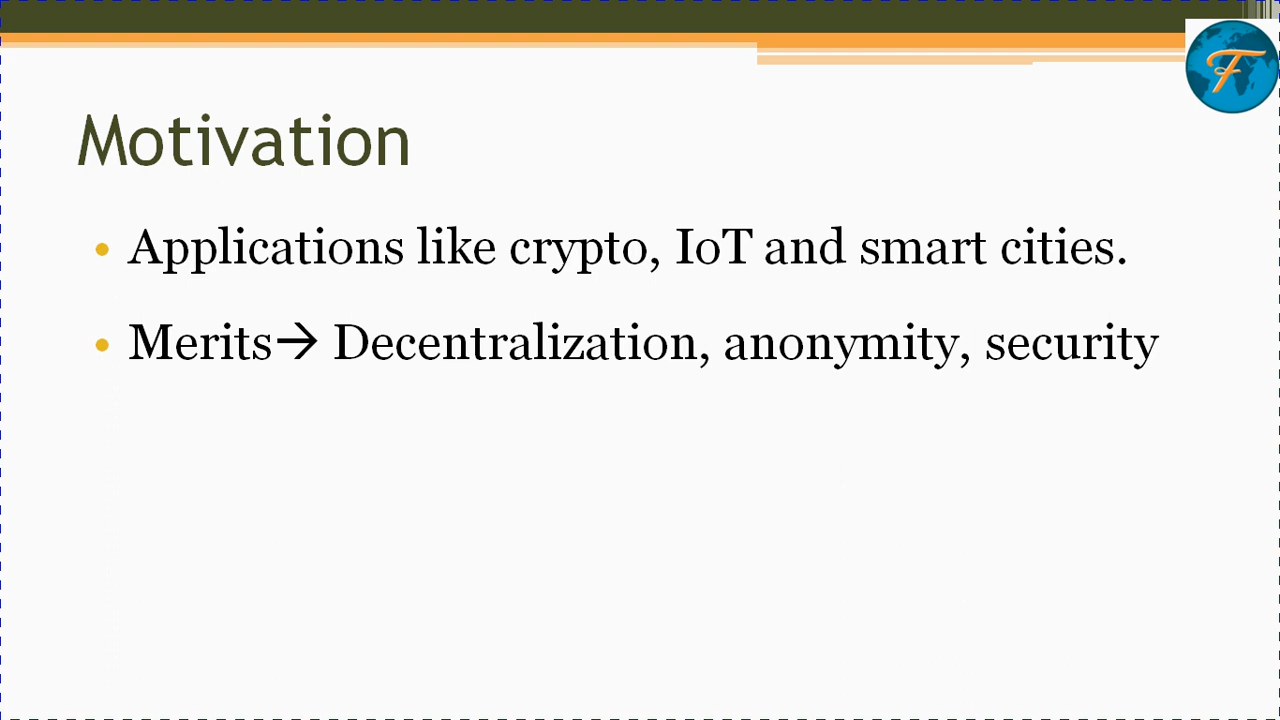 Motivation
• Applications like crypto, IoT and smart cities.
• Merits→ Decentralization, anonymity, security